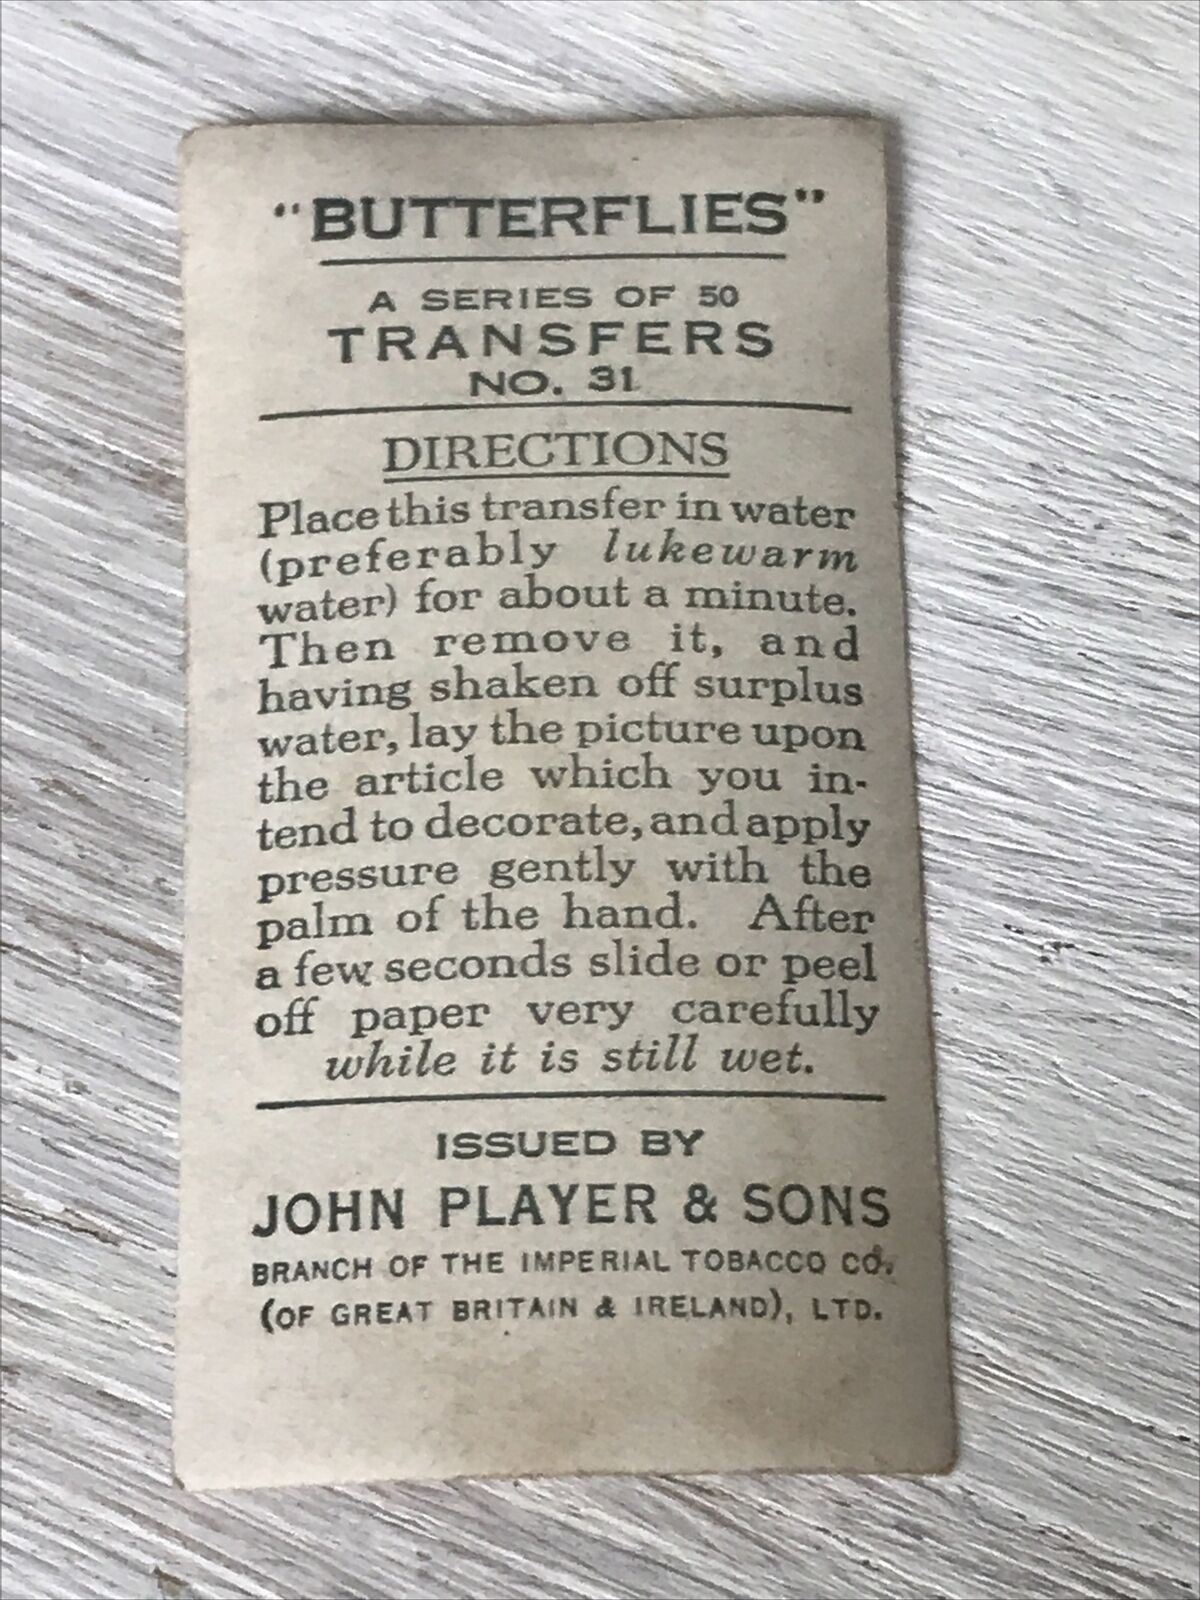 "BUTTERFLIES"
A SERIES OF 50
TRANSFERS
NO. 31
DIRECTIONS
Place this transfer in water
(preferably lukewarm
water) for about a minute.
Then remove it, and
having shaken off surplus
water, lay the picture upon
the article which you in-
tend to decorate, and apply
pressure gently with the
palm of the hand. After
a few seconds slide or peel
off paper very carefully
while it is still wet.
ISSUED BY
JOHN PLAYER & SONS
BRANCH OF THE IMPERIAL TOBACCO CO.
(OF GREAT BRITAIN & IRELAND), LTD.